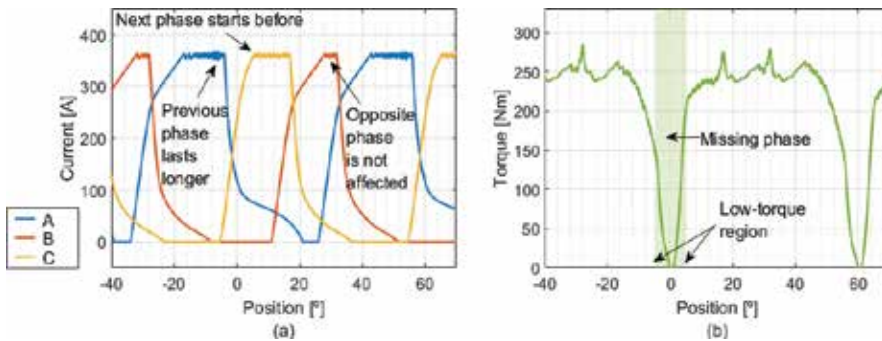 Next phase starts before
400
300
200
100
0
Current [A]
Previous
phase
lasts
longer
Opposite
phase
is not
affected
A
B
C
-40
-20
0
20
40
60
Position [º]
(a)
300
250
200
150
100
50
0
Torque [Nm]
Missing phase
Low-torque
region
-40
-20
0
20
40
60
Position [º]
(b)